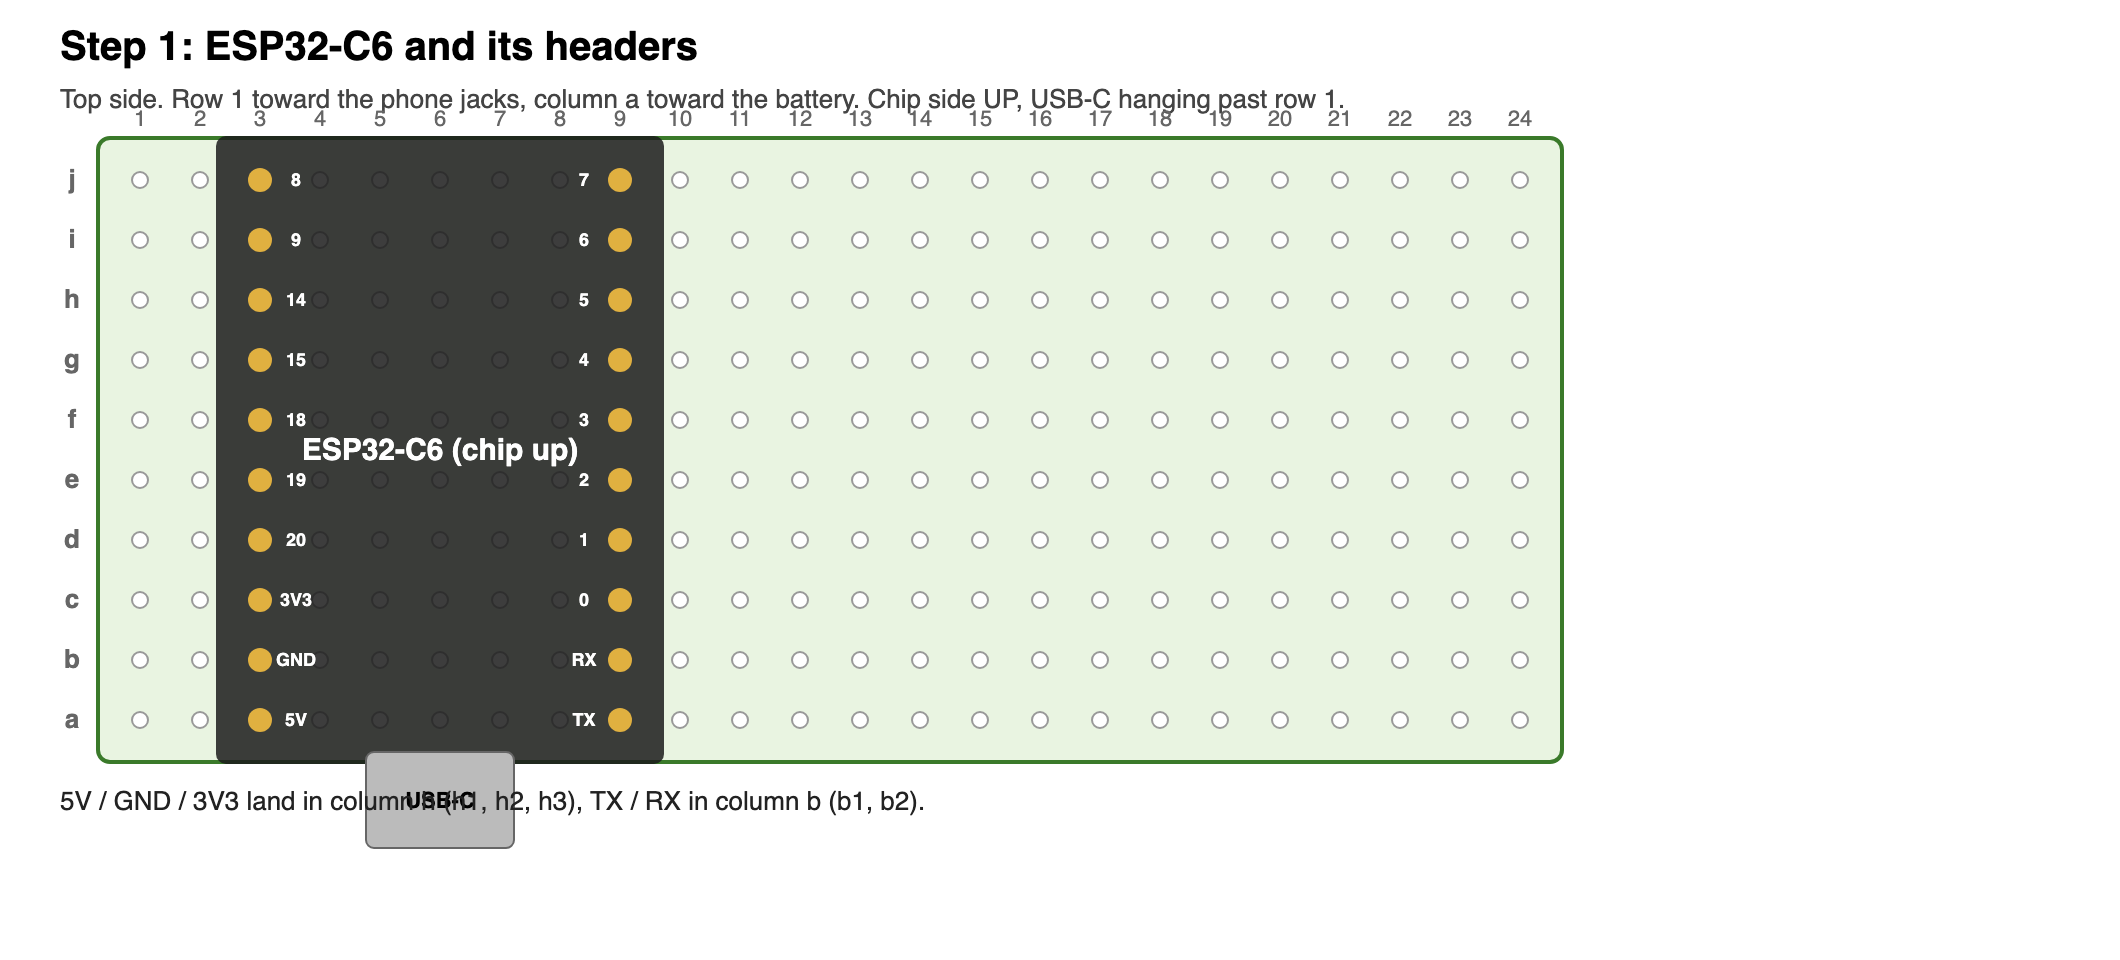 Step 1: ESP32-C6 and its headers
Top side. Row 1 toward the phone jacks, column a toward the battery. Chip side UP, USB-C hanging past row 1.
1 2 3 4 5 6 7 8 9 10 11 12 13 14 15 16 17 18 19 20 21 22 23 24
j 8 7
i 9 6
h 14 5
g 15 4
f 18 3
ESP32-C6 (chip up)
e 19 2
d 20 1
c 3V3 0
b GND RX
a 5V TX
5V / GND / 3V3 land in column h (h1, h2, h3), TX / RX in column b (b1, b2).
USB-C